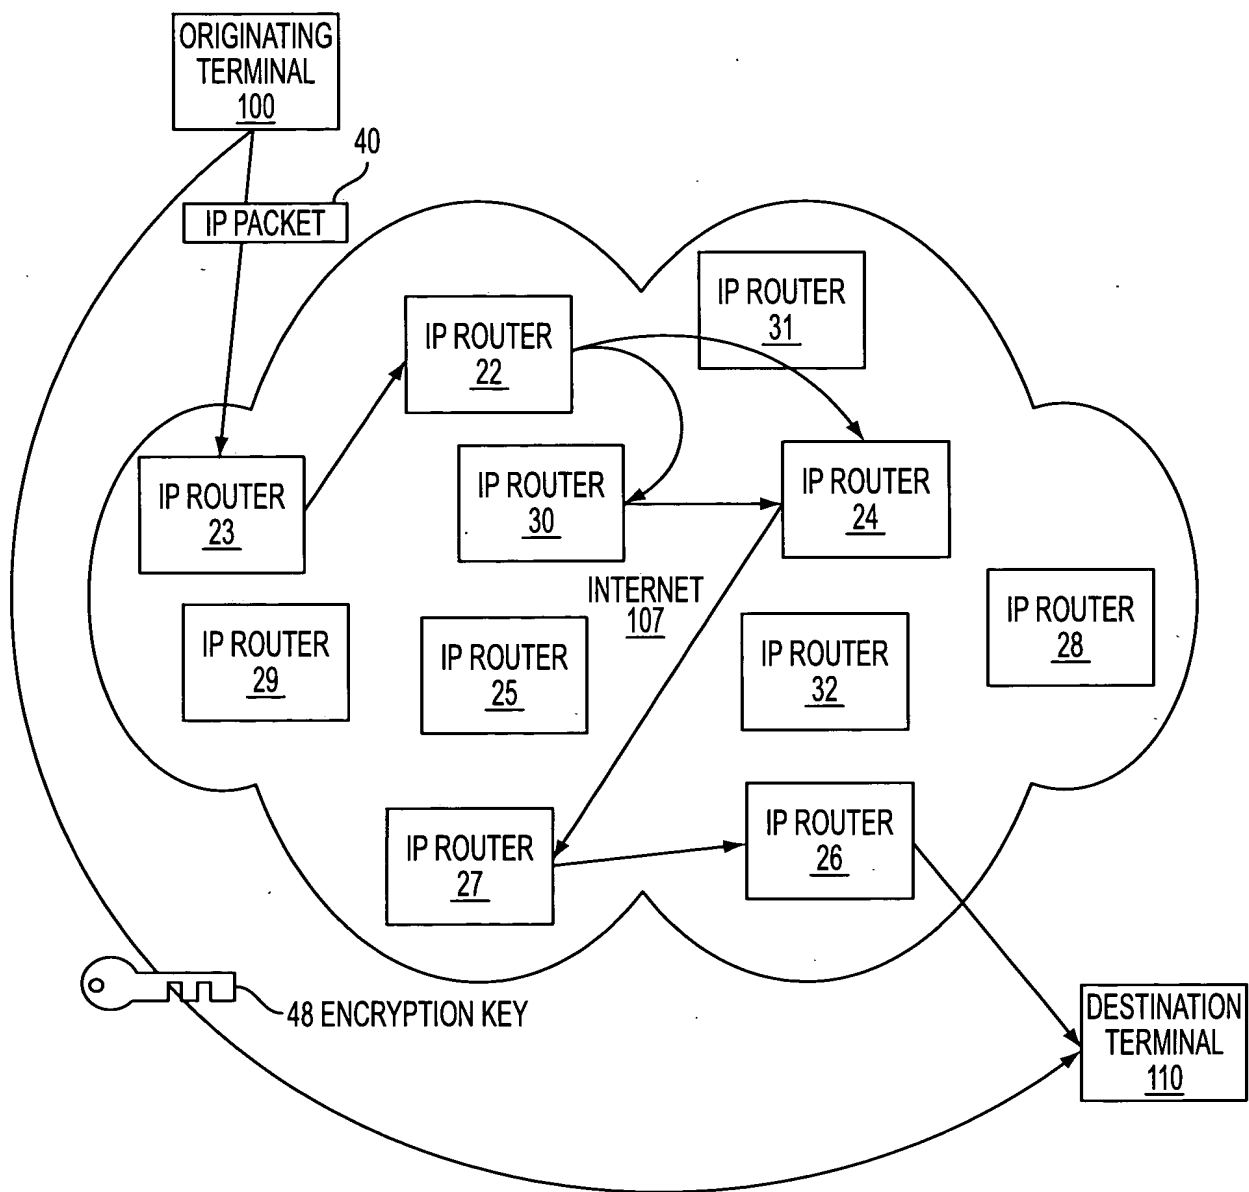 ORIGINATING
TERMINAL
100
40
IP PACKET
IP ROUTER
31
IP ROUTER
22
IP ROUTER
23
IP ROUTER
30
IP ROUTER
24
INTERNET
107
IP ROUTER
29
IP ROUTER
25
IP ROUTER
32
IP ROUTER
28
IP ROUTER
27
IP ROUTER
26
48 ENCRYPTION KEY
DESTINATION
TERMINAL
110